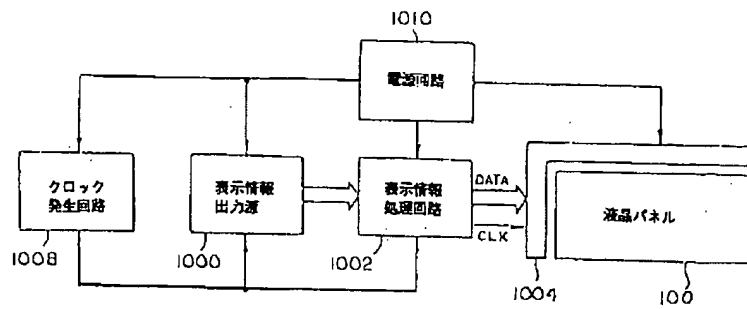 1010
電源回路
クロック
発生回路
表示情報
出力源
表示情報
処理回路
DATA
CLK
液晶パネル
1008
1000
1002
1004
100